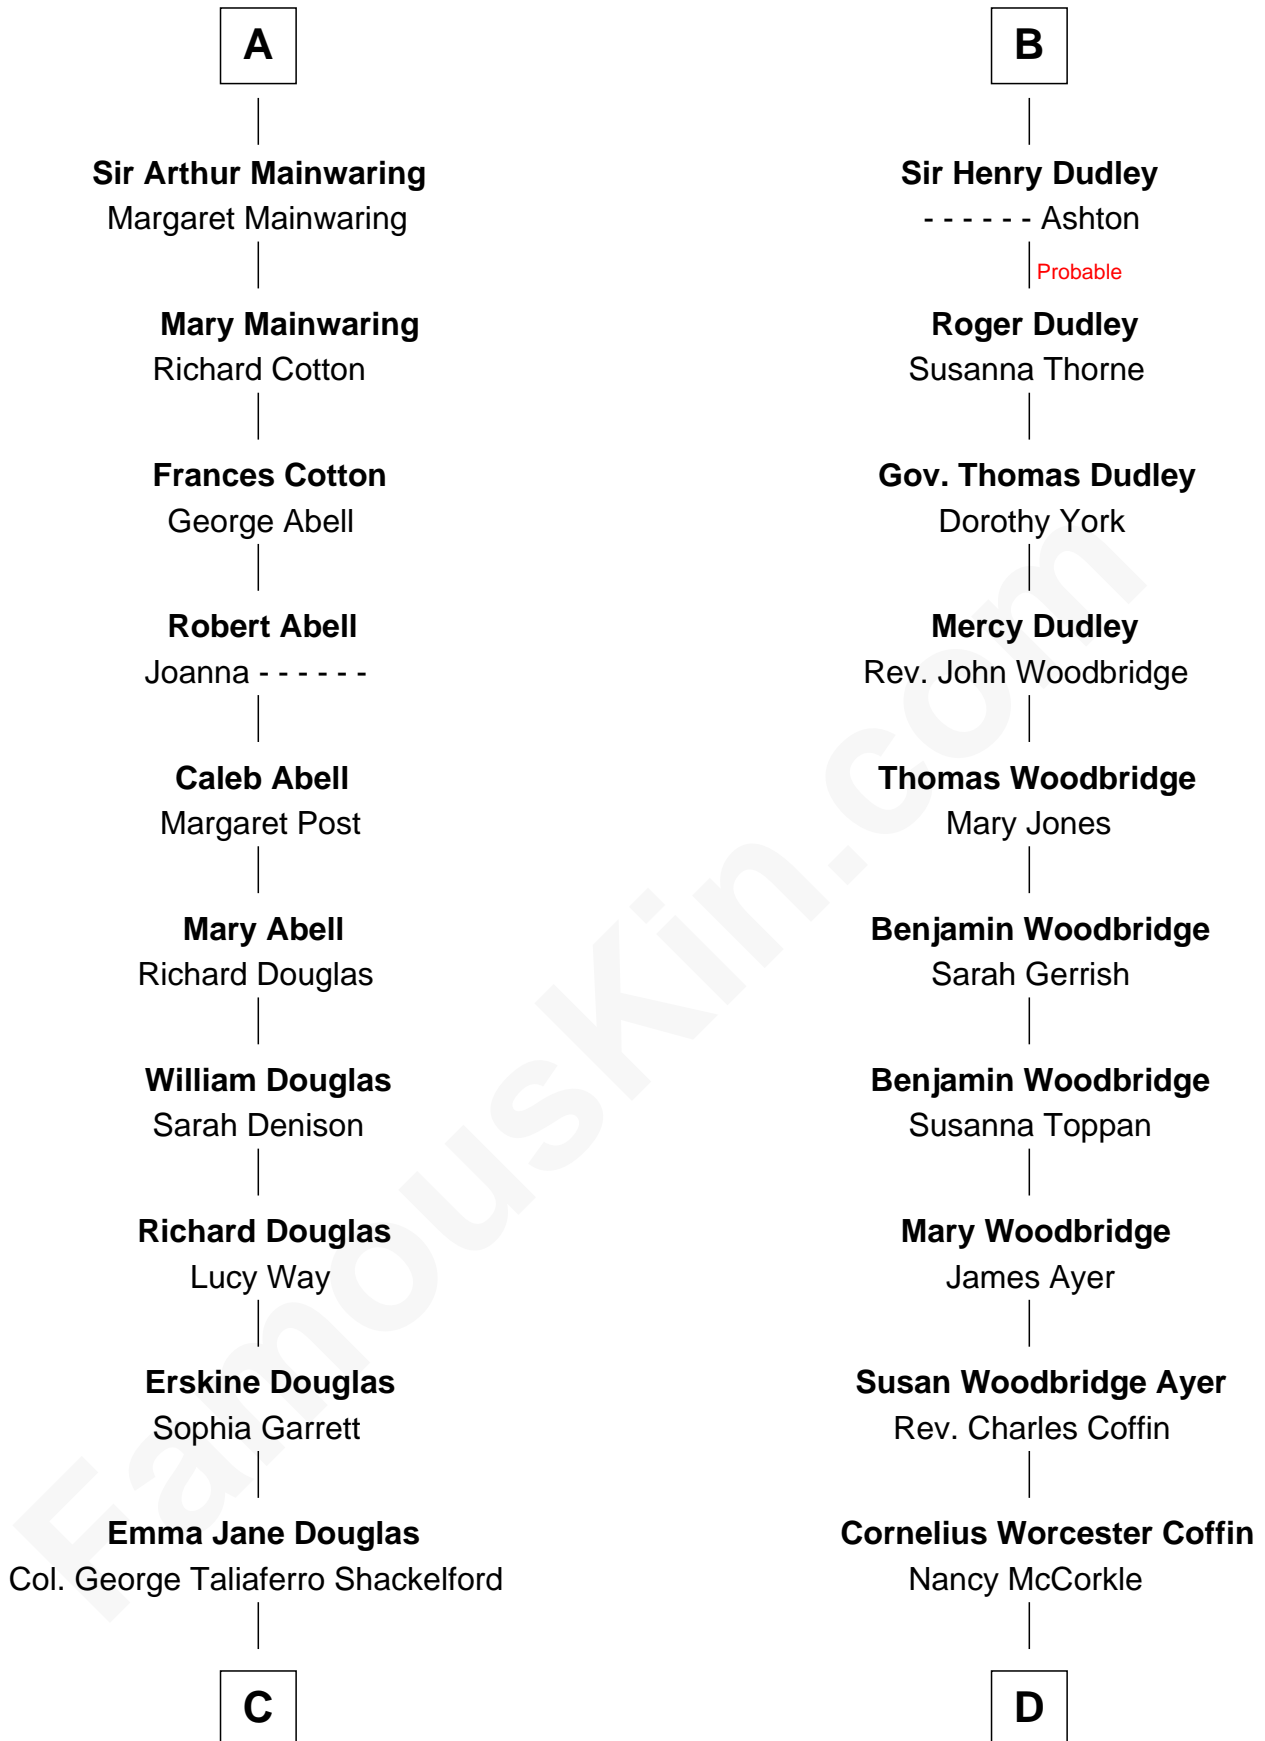 A
Sir Arthur Mainwaring
Margaret Mainwaring
Mary Mainwaring
Richard Cotton
Frances Cotton
George Abell
Robert Abell
Joanna - - - - - -
Caleb Abell
Margaret Post
Mary Abell
Richard Douglas
William Douglas
Sarah Denison
Richard Douglas
Lucy Way
Erskine Douglas
Sophia Garrett
Emma Jane Douglas
Col. George Taliaferro Shackelford
C
B
Sir Henry Dudley
- - - - - - Ashton
Probable
Roger Dudley
Susanna Thorne
Gov. Thomas Dudley
Dorothy York
Mercy Dudley
Rev. John Woodbridge
Thomas Woodbridge
Mary Jones
Benjamin Woodbridge
Sarah Gerrish
Benjamin Woodbridge
Susanna Toppan
Mary Woodbridge
James Ayer
Susan Woodbridge Ayer
Rev. Charles Coffin
Cornelius Worcester Coffin
Nancy McCorkle
D
FamousKin.com